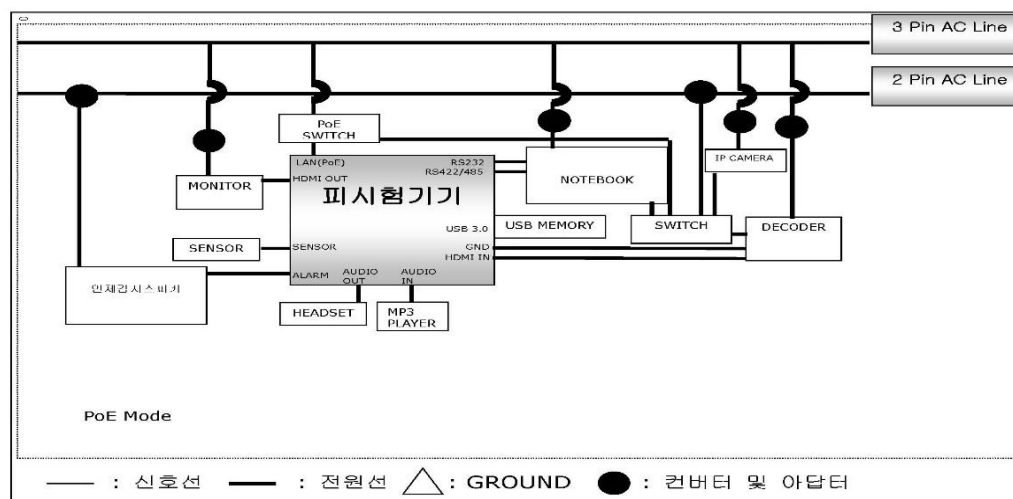 3 Pin AC Line
2 Pin AC Line
PoE
SWITCH
IP CAMERA
LAN(PoE)
RS232
HDMI OUT
RS422/485
MONITOR
피시험기기
NOTEBOOK
USB 3.0
USB MEMORY
SWITCH
DECODER
SENSOR
SENSOR
GND
HDMI IN
ALARM
AUDIO
OUT
AUDIO
IN
인체감시스피커
HEADSET
MP3
PLAYER
PoE Mode
: 신호선
: 전원선
: GROUND
: 컨버터 및 아답터